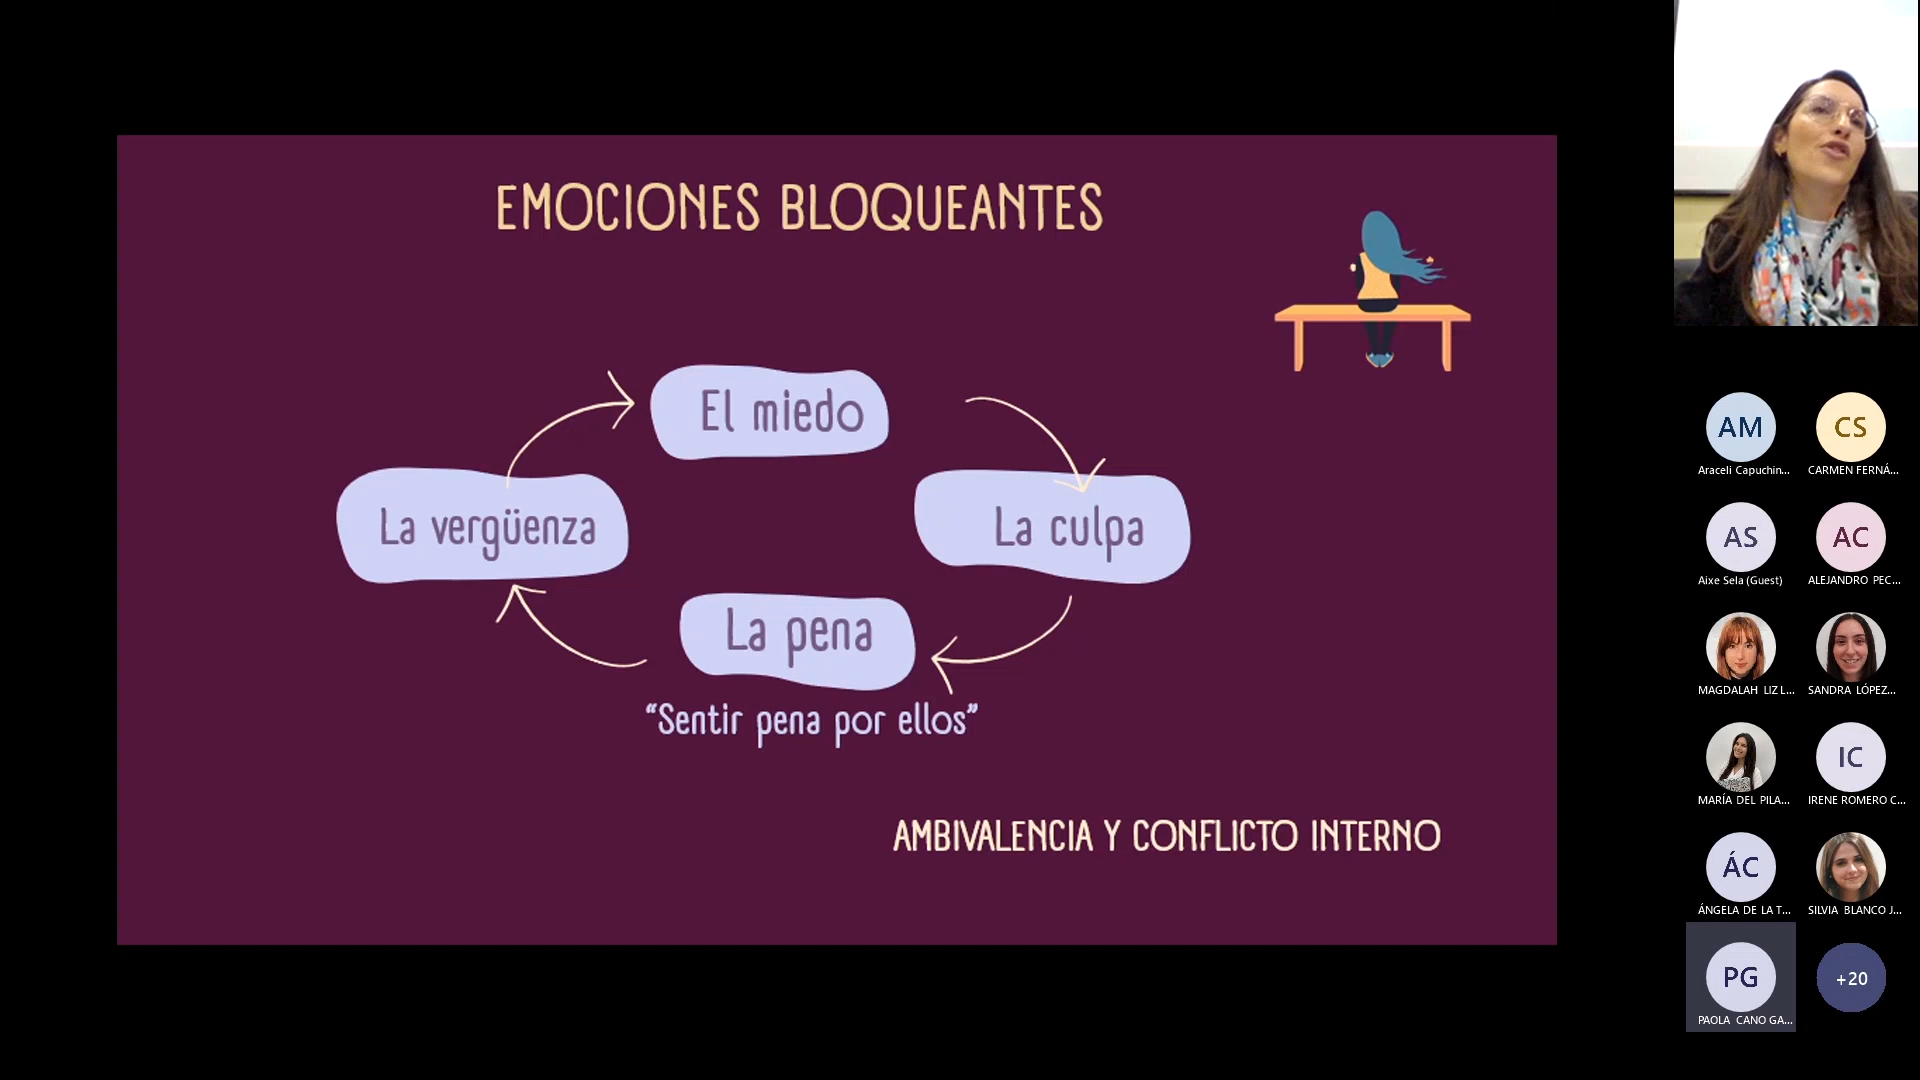 EMOCIONES BLOQUEANTES
El miedo
La vergüenza
La culpa
La pena
“Sentir pena por ellos”
AMBIVALENCIA Y CONFLICTO INTERNO
AM
Araceli Capuchin...
CS
CARMEN FERNÁ...
AS
Aixe Sela (Guest)
AC
ALEJANDRO PEC...
MAGDALAH LIZ L...
SANDRA LÓPEZ...
MARÍA DEL PILA...
IC
IRENE ROMERO C...
ÁC
ÁNGELA DE LA T...
SILVIA BLANCO J...
PG
PAOLA CANO GA...
+20